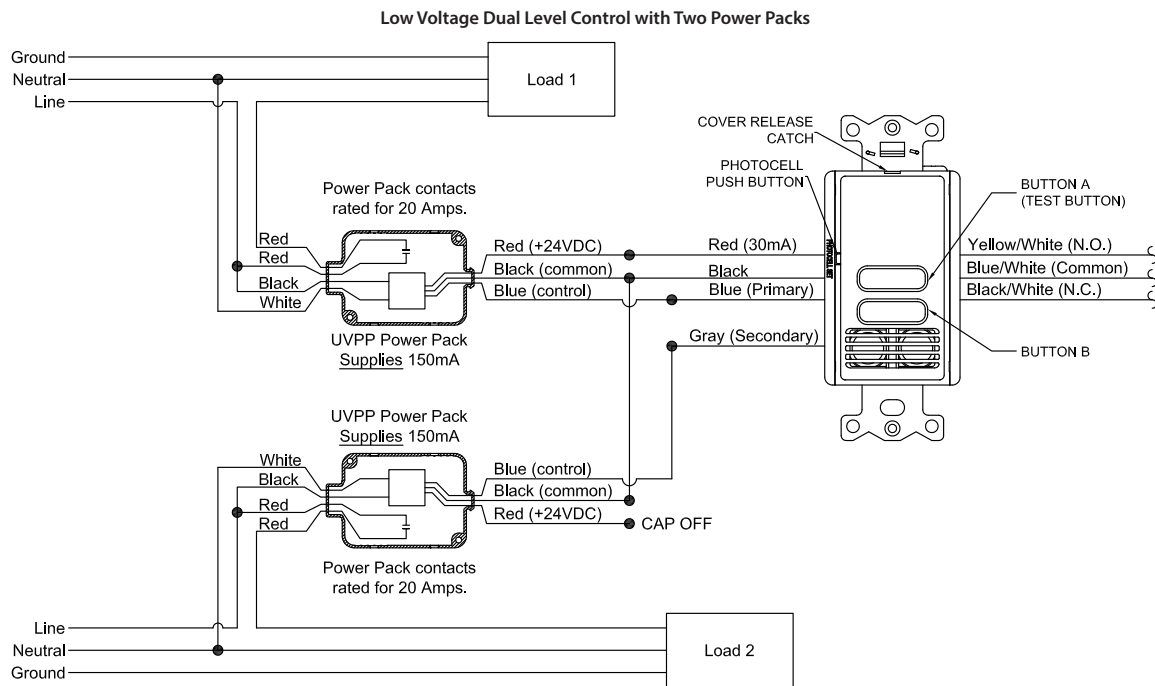 Low Voltage Dual Level Control with Two Power Packs
Ground
Neutral
Line
Load 1
COVER RELEASE
CATCH
PHOTOCELL
PUSH BUTTON
BUTTON A
(TEST BUTTON)
Power Pack contacts
rated for 20 Amps.
Red
Red
Black
White
Red (+24VDC)
Black (common)
Blue (control)
Red (30mA)
Black
Blue (Primary)
Gray (Secondary)
PHOTOCELL SET
Yellow/White (N.O.)
Blue/White (Common)
Black/White (N.C.)
BUTTON B
UVPP Power Pack
Supplies 150mA
UVPP Power Pack
Supplies 150mA
White
Black
Red
Red
Blue (control)
Black (common)
Red (+24VDC)
CAP OFF
Power Pack contacts
rated for 20 Amps.
Line
Neutral
Ground
Load 2